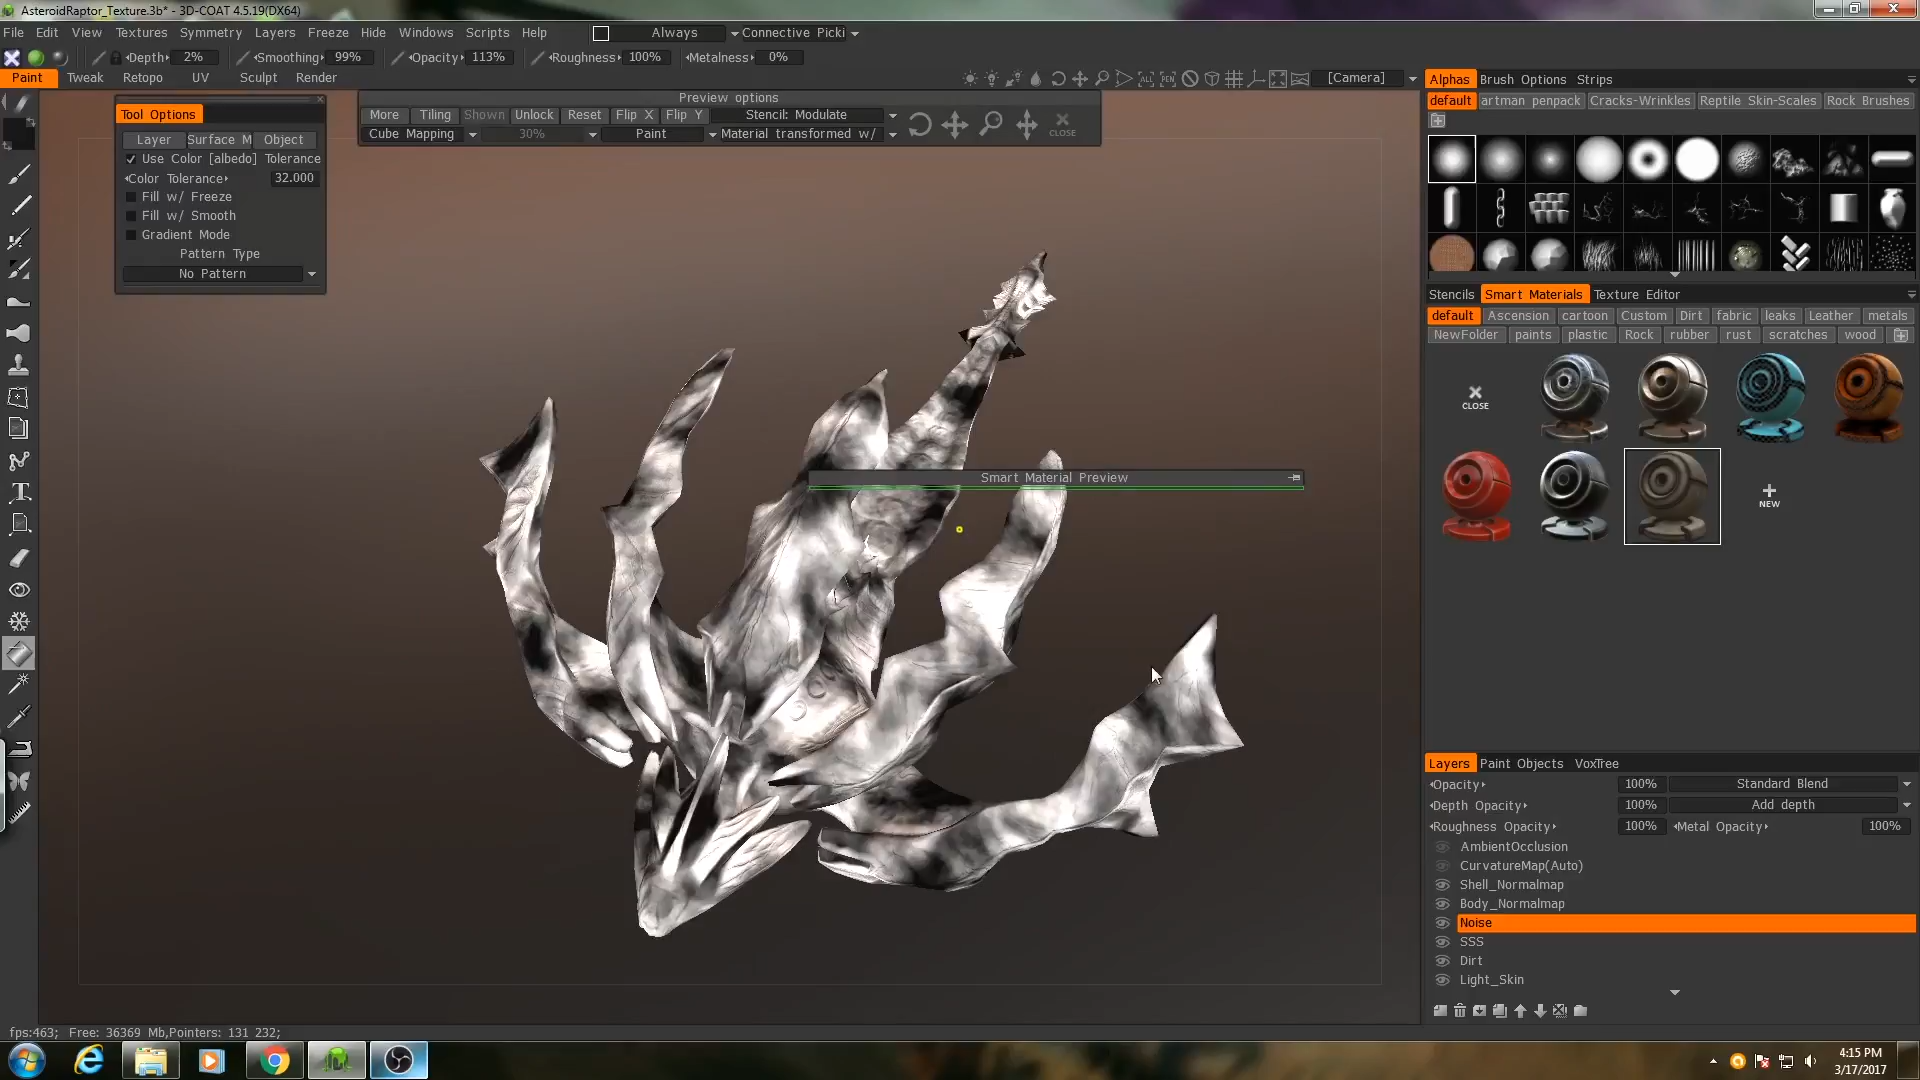 AsteroidRaptor_Texture.3b* - 3D-COAT 4.5.19(DX64)
File Edit View Textures Symmetry Layers Freeze Hide Windows Scripts Help Always Connective Picki
Depth 2% Smoothing 99% Opacity 113% Roughness 100% Metalness 0%
Paint Tweak Retopo UV Sculpt Render [Camera]
Tool Options
Layer Surface M Object
Use Color [albedo] Tolerance
Color Tolerance 32.000
Fill w/ Freeze
Fill w/ Smooth
Gradient Mode
Pattern Type
No Pattern
Preview options
More Tiling Shown Unlock Reset Flip X Flip Y Stencil: Modulate
Cube Mapping 30% Paint Material transformed w/
CLOSE
Smart Material Preview
Alphas Brush Options Strips
default artman penpack Cracks-Wrinkles Reptile Skin-Scales Rock Brushes
Stencils Smart Materials Texture Editor
default Ascension cartoon Custom Dirt fabric leaks Leather metals
NewFolder paints plastic Rock rubber rust scratches wood
CLOSE
NEW
Layers Paint Objects VoxTree
Opacity 100% Standard Blend
Depth Opacity 100% Add depth
Roughness Opacity 100% Metal Opacity 100%
AmbientOcclusion
CurvatureMap(Auto)
Shell_Normalmap
Body_Normalmap
Noise
SSS
Dirt
Light_Skin
fps:463; Free: 36369 Mb,Pointers: 131 232;
4:15 PM
3/17/2017